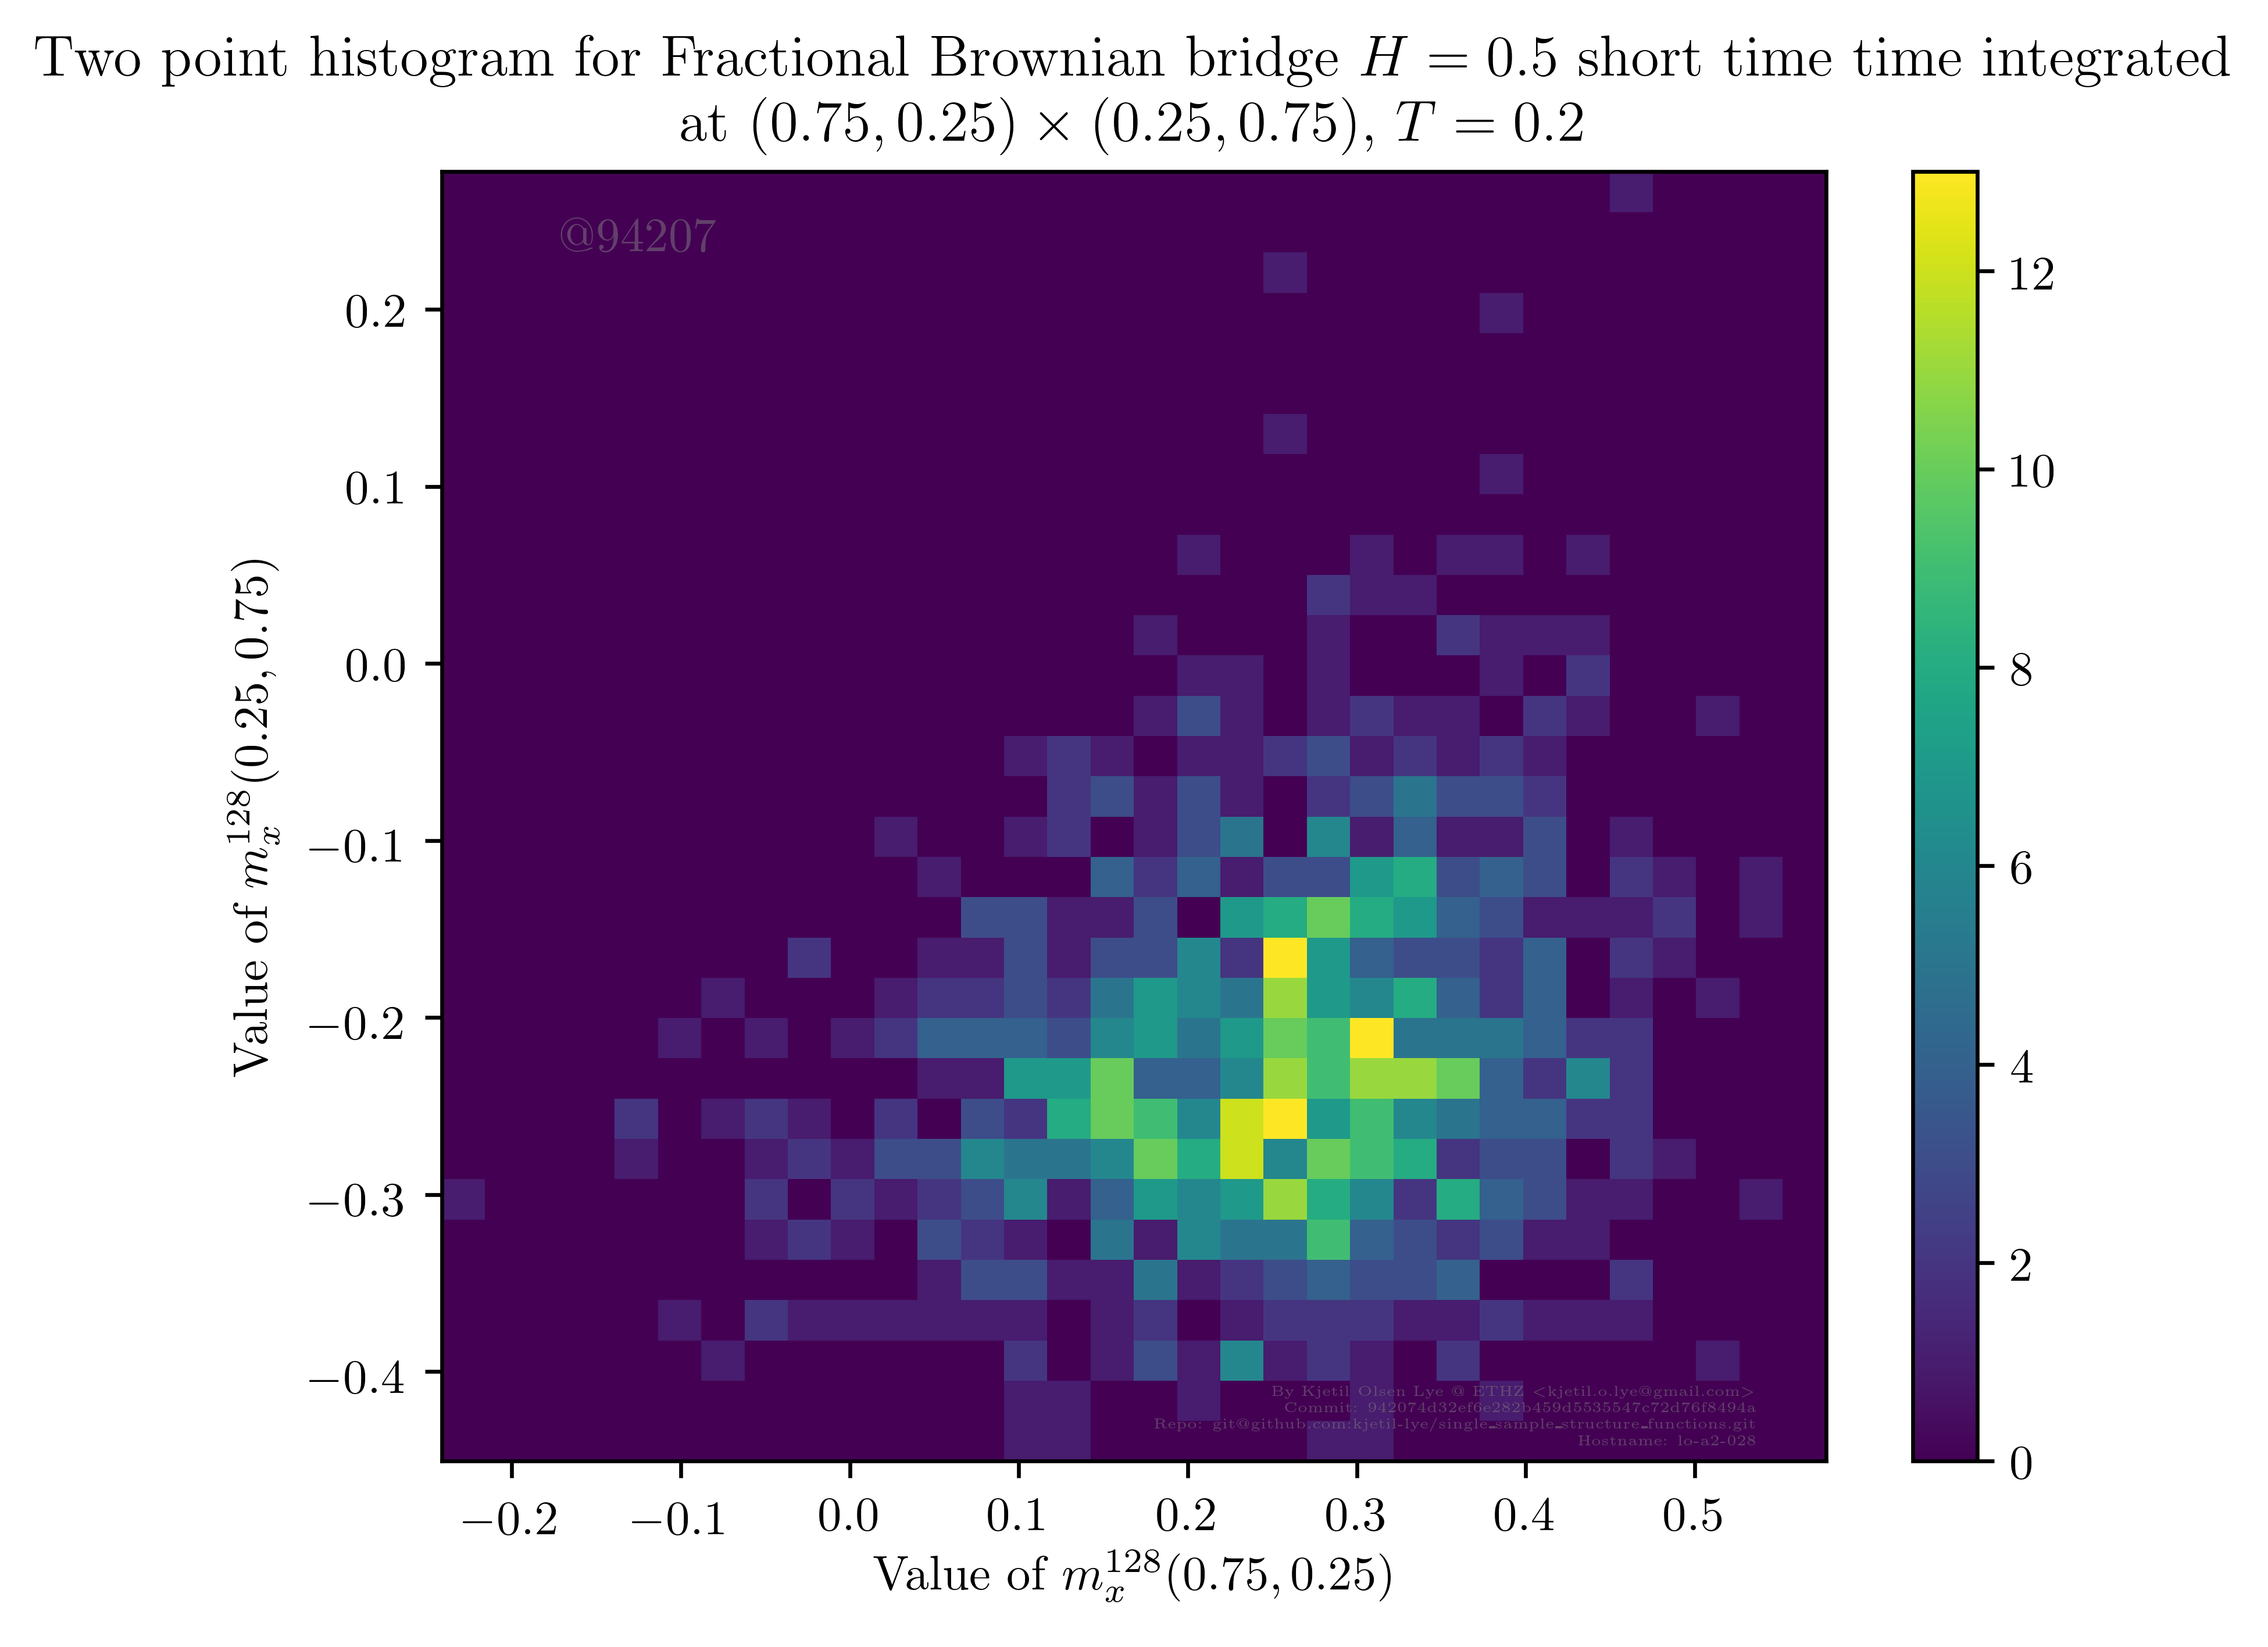 Two point histogram for Fractional Brownian bridge H = 0.5 short time time integrated
at (0.75, 0.25) × (0.25, 0.75), T = 0.2
@94207
0.2
0.1
0.0
−0.1
−0.2
−0.3
−0.4
Value of m_x^{128}(0.25, 0.75)
12
10
8
6
4
2
0
By Kjetil Olsen Lye @ ETHZ <kjetil.o.lye@gmail.com>
Commit: 942074d32ef6e282b459d5535547c72d76f8494a
Repo: git@github.com:kjetil-lye/single_sample_structure_functions.git
Hostname: lo-a2-028
−0.2 −0.1 0.0 0.1 0.2 0.3 0.4 0.5
Value of m_x^{128}(0.75, 0.25)